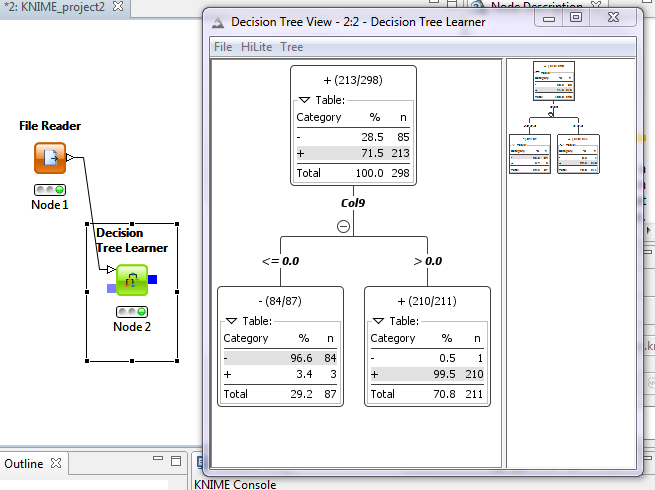 *2: KNIME_project2
Node Description
Decision Tree View - 2:2 - Decision Tree Learner
File HiLite Tree
File Reader
Node 1
Decision
Tree Learner
Node 2
+ (213/298)
Table:
Category % n
- 28.5 85
+ 71.5 213
Total 100.0 298
Col9
<= 0.0
> 0.0
- (84/87)
Table:
Category % n
- 96.6 84
+ 3.4 3
Total 29.2 87
+ (210/211)
Table:
Category % n
- 0.5 1
+ 99.5 210
Total 70.8 211
Outline
KNIME Console